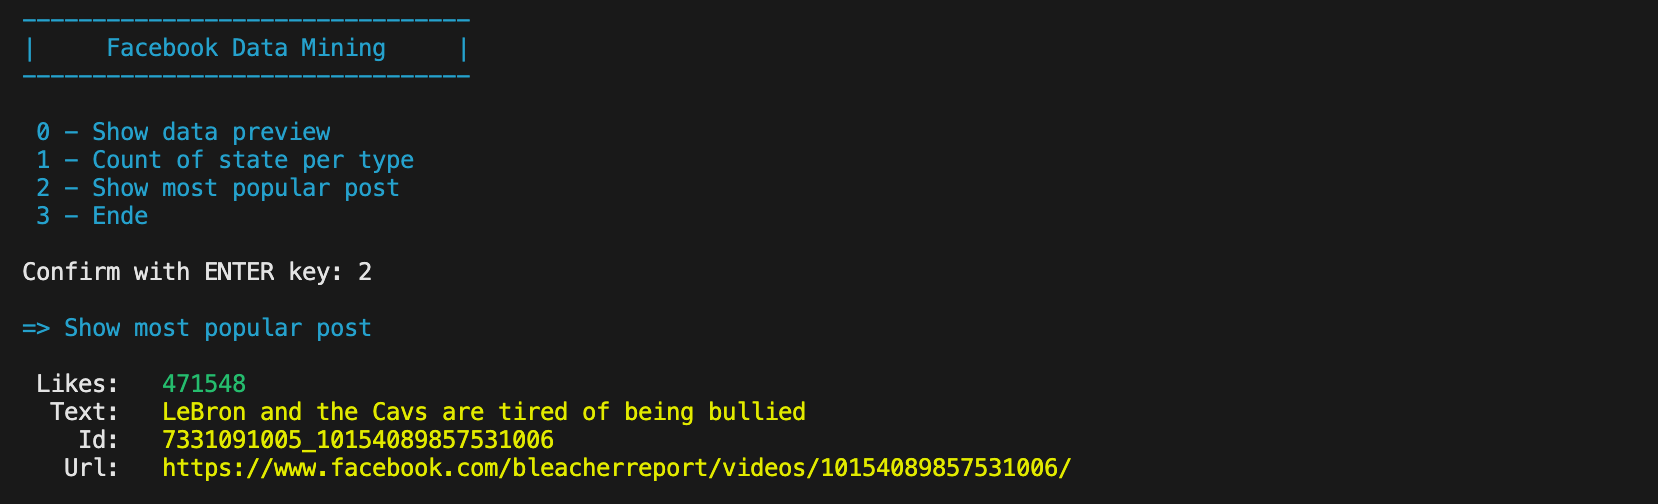 --------------------------------
|     Facebook Data Mining     |
--------------------------------
0 - Show data preview
1 - Count of state per type
2 - Show most popular post
3 - Ende
Confirm with ENTER key: 2
=> Show most popular post
Likes:   471548
Text:   LeBron and the Cavs are tired of being bullied
Id:   7331091005_10154089857531006
Url:   https://www.facebook.com/bleacherreport/videos/10154089857531006/